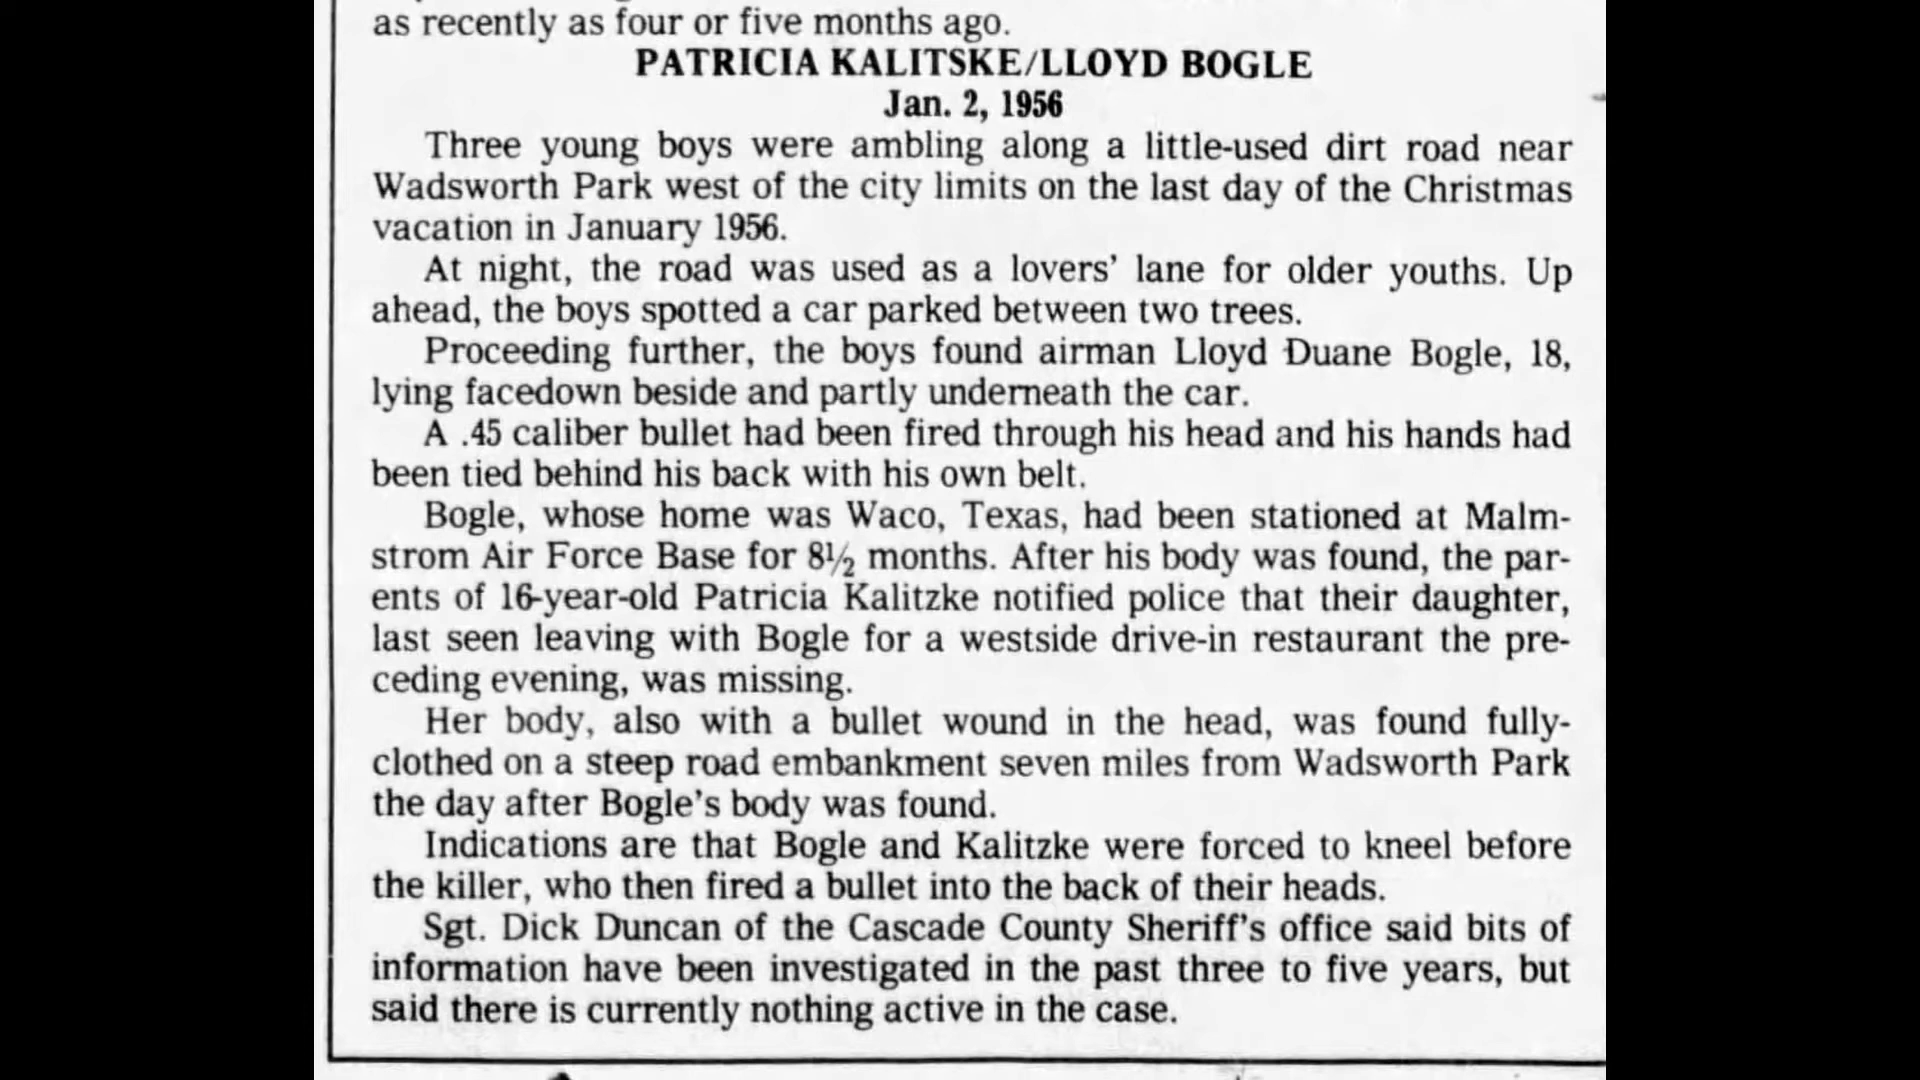 as recently as four or five months ago.
PATRICIA KALITSKE/LLOYD BOGLE
Jan. 2, 1956
Three young boys were ambling along a little-used dirt road near
Wadsworth Park west of the city limits on the last day of the Christmas
vacation in January 1956.
At night, the road was used as a lovers’ lane for older youths. Up
ahead, the boys spotted a car parked between two trees.
Proceeding further, the boys found airman Lloyd Duane Bogle, 18,
lying facedown beside and partly underneath the car.
A .45 caliber bullet had been fired through his head and his hands had
been tied behind his back with his own belt.
Bogle, whose home was Waco, Texas, had been stationed at Malm-
strom Air Force Base for 8½ months. After his body was found, the par-
ents of 16-year-old Patricia Kalitzke notified police that their daughter,
last seen leaving with Bogle for a westside drive-in restaurant the pre-
ceding evening, was missing.
Her body, also with a bullet wound in the head, was found fully-
clothed on a steep road embankment seven miles from Wadsworth Park
the day after Bogle’s body was found.
Indications are that Bogle and Kalitzke were forced to kneel before
the killer, who then fired a bullet into the back of their heads.
Sgt. Dick Duncan of the Cascade County Sheriff’s office said bits of
information have been investigated in the past three to five years, but
said there is currently nothing active in the case.